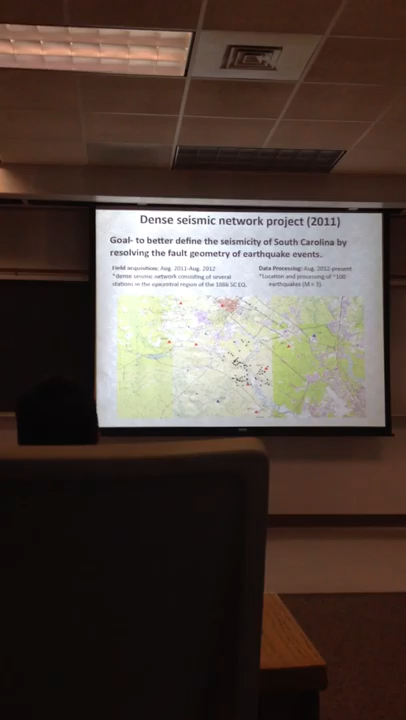 Dense seismic network project (2011)
Goal- to better define the seismicity of South Carolina by
resolving the fault geometry of earthquake events.
Field acquisition: Aug. 2011-Aug. 2012
*dense seismic network consisting of several
stations in the epicentral region of the 1886 SC EQ.
Data Processing: Aug. 2012-present
*Location and processing of ~100
earthquakes (M < 3).